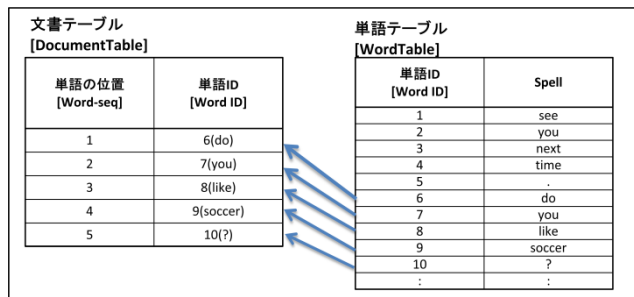 文書テーブル
[DocumentTable]
単語の位置 単語ID
[Word-seq] [Word ID]
1 6(do)
2 7(you)
3 8(like)
4 9(soccer)
5 10(?)
単語テーブル
[WordTable]
単語ID Spell
[Word ID]
1 see
2 you
3 next
4 time
5 .
6 do
7 you
8 like
9 soccer
10 ?
: :